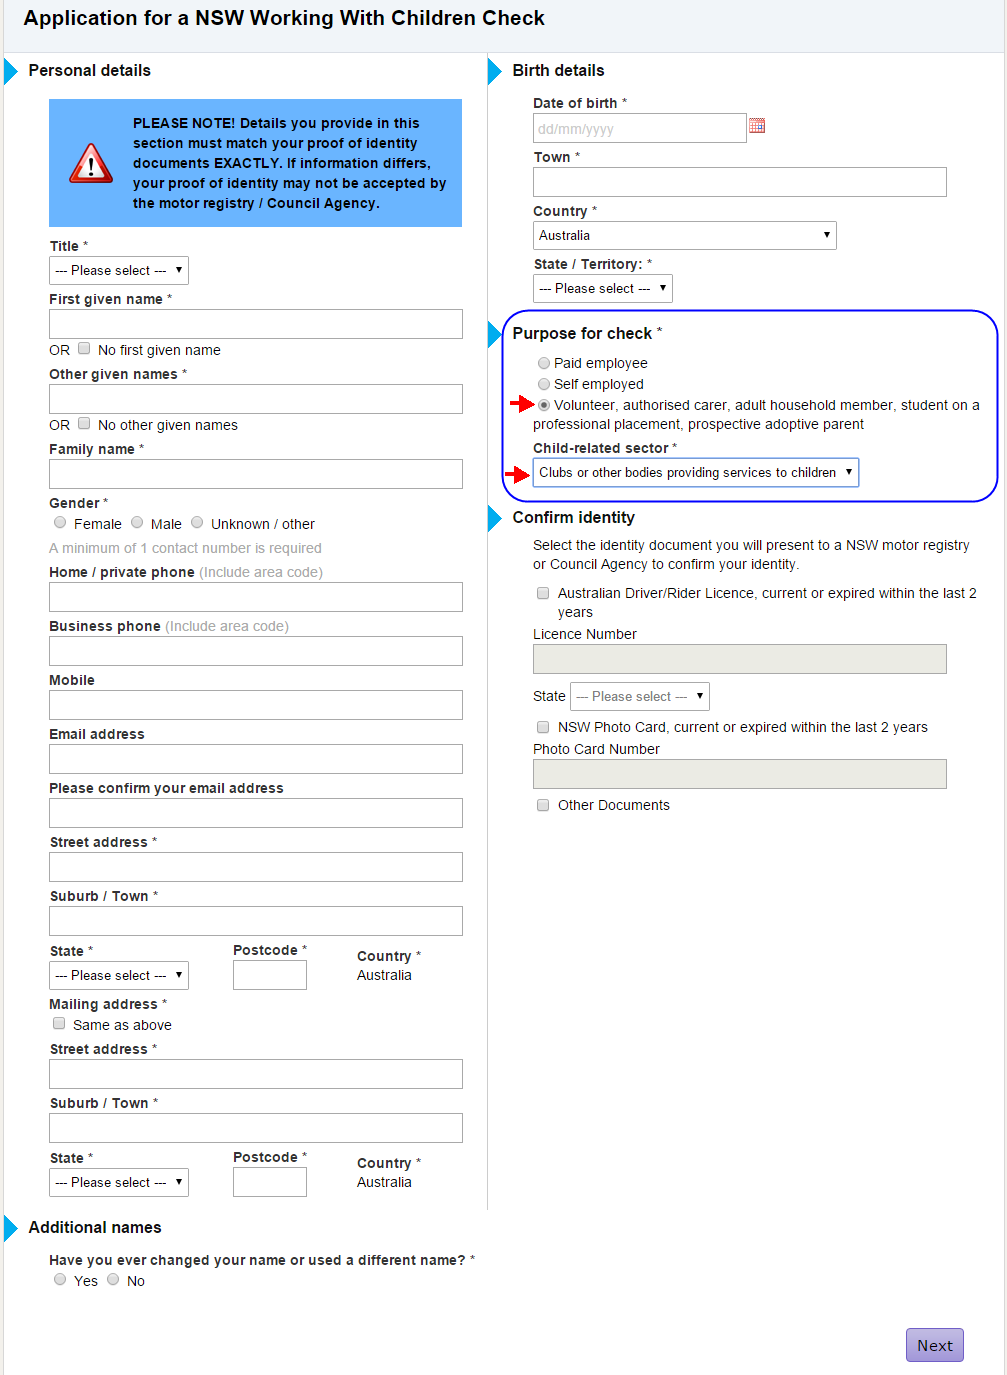 Application for a NSW Working With Children Check
Personal details
PLEASE NOTE! Details you provide in this
section must match your proof of identity
documents EXACTLY. If information differs,
your proof of identity may not be accepted by
the motor registry / Council Agency.
Title *
--- Please select ---
First given name *
OR No first given name
Other given names *
OR No other given names
Family name *
Gender *
Female Male Unknown / other
A minimum of 1 contact number is required
Home / private phone (Include area code)
Business phone (Include area code)
Mobile
Email address
Please confirm your email address
Street address *
Suburb / Town *
State * Postcode * Country *
--- Please select --- Australia
Mailing address *
Same as above
Street address *
Suburb / Town *
State * Postcode * Country *
--- Please select --- Australia
Additional names
Have you ever changed your name or used a different name? *
Yes No
Birth details
Date of birth *
dd/mm/yyyy
Town *
Country *
Australia
State / Territory: *
--- Please select ---
Purpose for check *
Paid employee
Self employed
Volunteer, authorised carer, adult household member, student on a
professional placement, prospective adoptive parent
Child-related sector *
Clubs or other bodies providing services to children
Confirm identity
Select the identity document you will present to a NSW motor registry
or Council Agency to confirm your identity.
Australian Driver/Rider Licence, current or expired within the last 2
years
Licence Number
State --- Please select ---
NSW Photo Card, current or expired within the last 2 years
Photo Card Number
Other Documents
Next